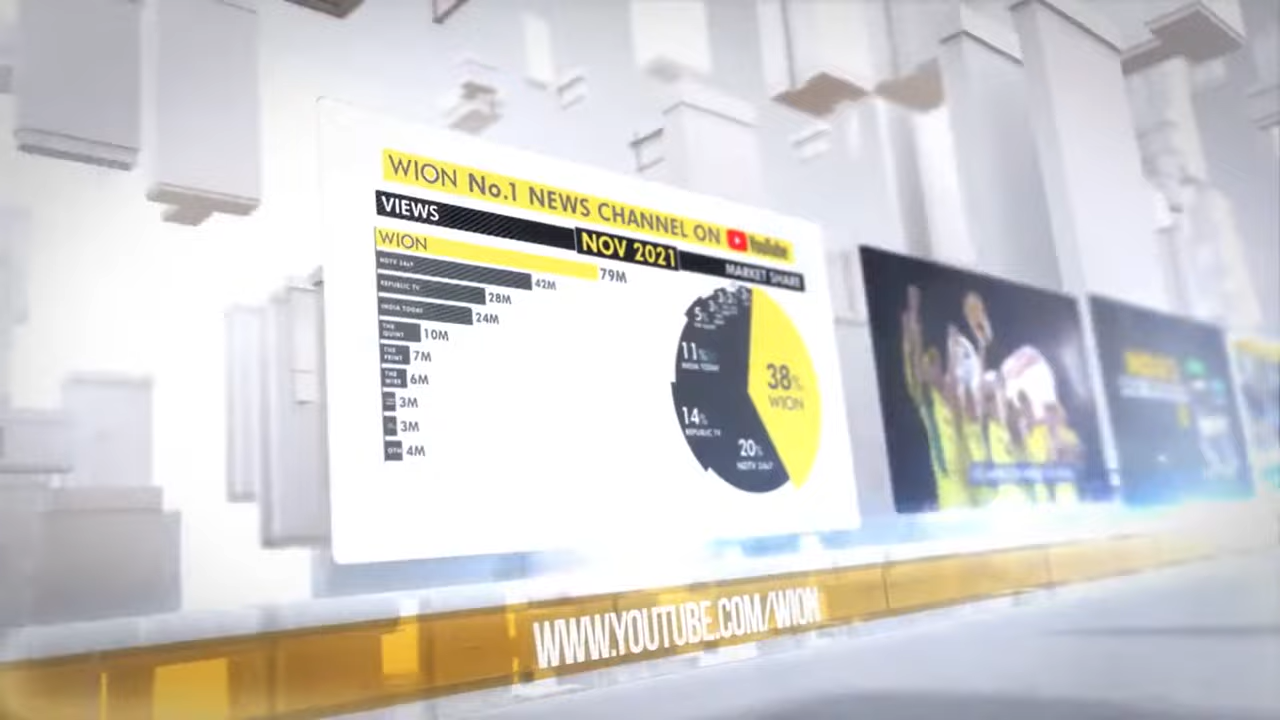 WION No.1 NEWS CHANNEL ON YouTube
VIEWS
NOV 2021
MARKET SHARE
WION
79M
NDTV 24x7
42M
REPUBLIC TV
28M
INDIA TODAY
24M
THE QUINT
10M
THE PRINT
7M
THE WIRE
6M
3M
3M
OTH
4M
38%
WION
20%
NDTV 24x7
14%
REPUBLIC TV
11%
INDIA TODAY
5%
WWW.YOUTUBE.COM/WION